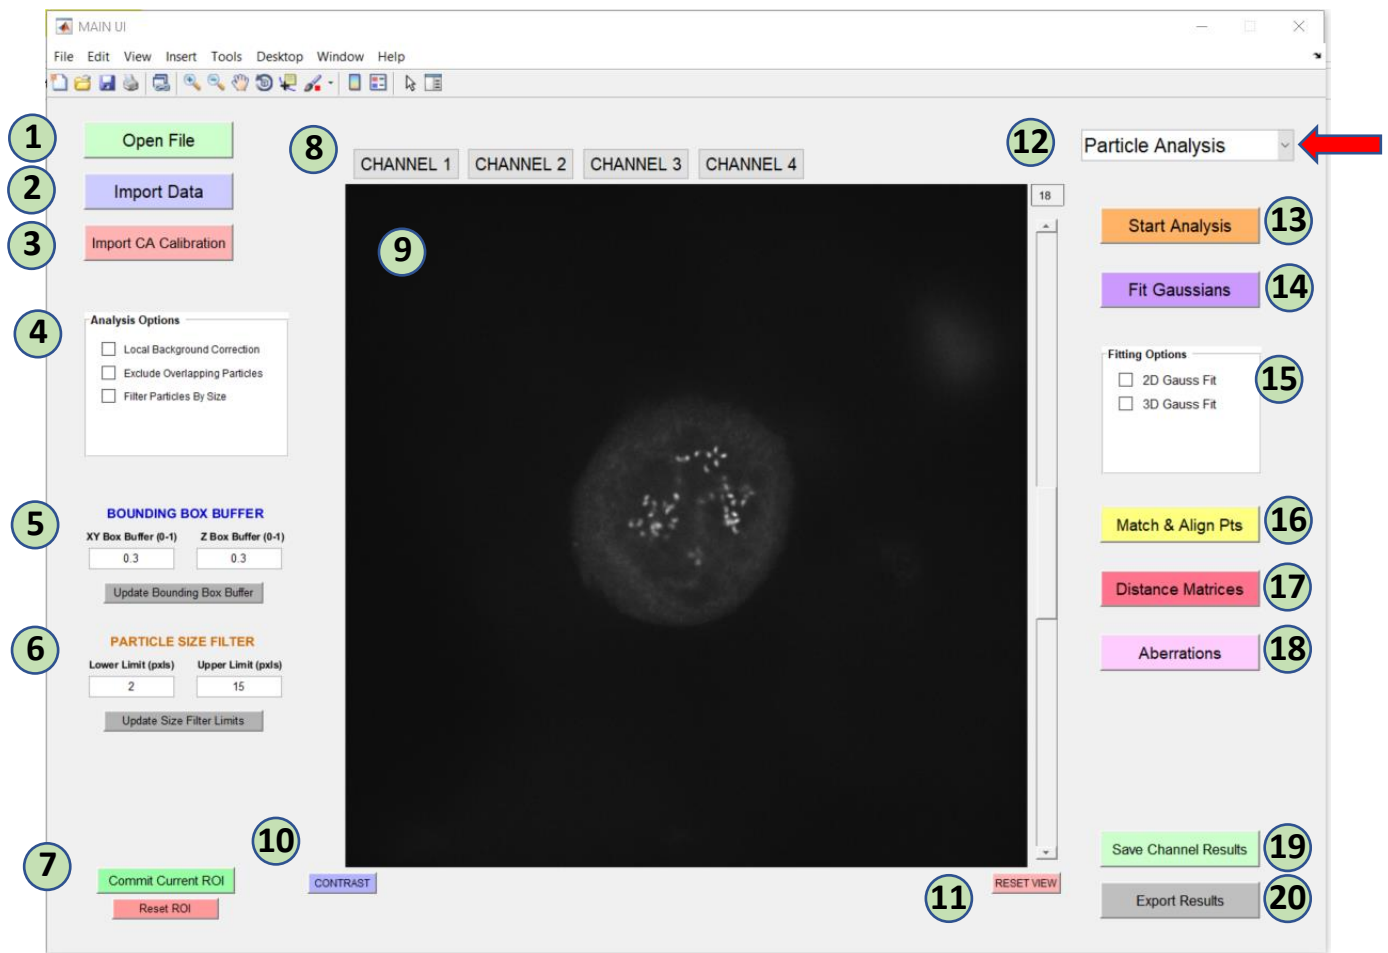 MAIN UI
File Edit View Insert Tools Desktop Window Help
1
Open File
2
Import Data
3
Import CA Calibration
4
Analysis Options
Local Background Correction
Exclude Overlapping Particles
Filter Particles By Size
5
BOUNDING BOX BUFFER
XY Box Buffer (0-1) Z Box Buffer (0-1)
0.3 0.3
Update Bounding Box Buffer
6
PARTICLE SIZE FILTER
Lower Limit (pxls) Upper Limit (pxls)
2 15
Update Size Filter Limits
7
Commit Current ROI
Reset ROI
8
CHANNEL 1 CHANNEL 2 CHANNEL 3 CHANNEL 4
18
9
10
CONTRAST
11
RESET VIEW
12
Particle Analysis
Start Analysis 13
Fit Gaussians 14
Fitting Options
2D Gauss Fit
3D Gauss Fit
15
Match & Align Pts 16
Distance Matrices 17
Aberrations 18
Save Channel Results 19
Export Results 20